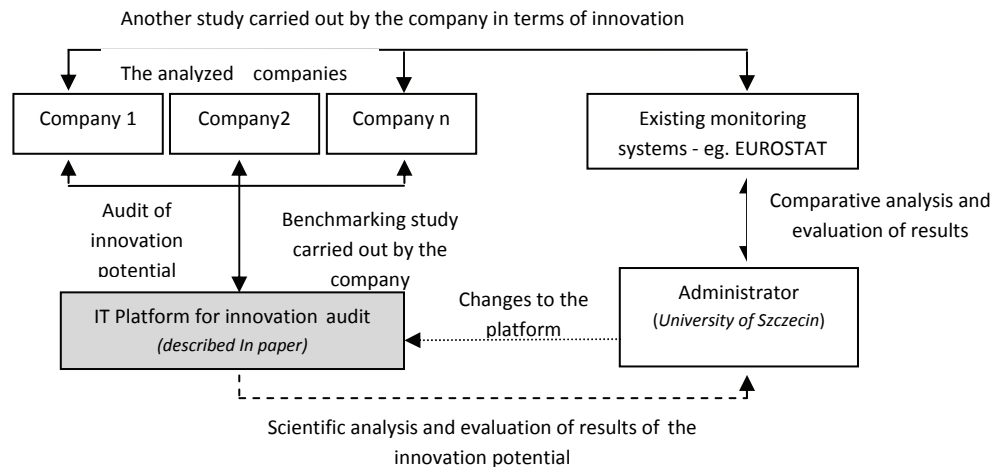 Another study carried out by the company in terms of innovation
The analyzed companies
Company 1
Company2
Company n
Existing monitoring
systems - eg. EUROSTAT
Audit of
innovation
potential
Benchmarking study
carried out by the
company
Comparative analysis and
evaluation of results
IT Platform for innovation audit
(described In paper)
Changes to the
platform
Administrator
(University of Szczecin)
Scientific analysis and evaluation of results of the
innovation potential